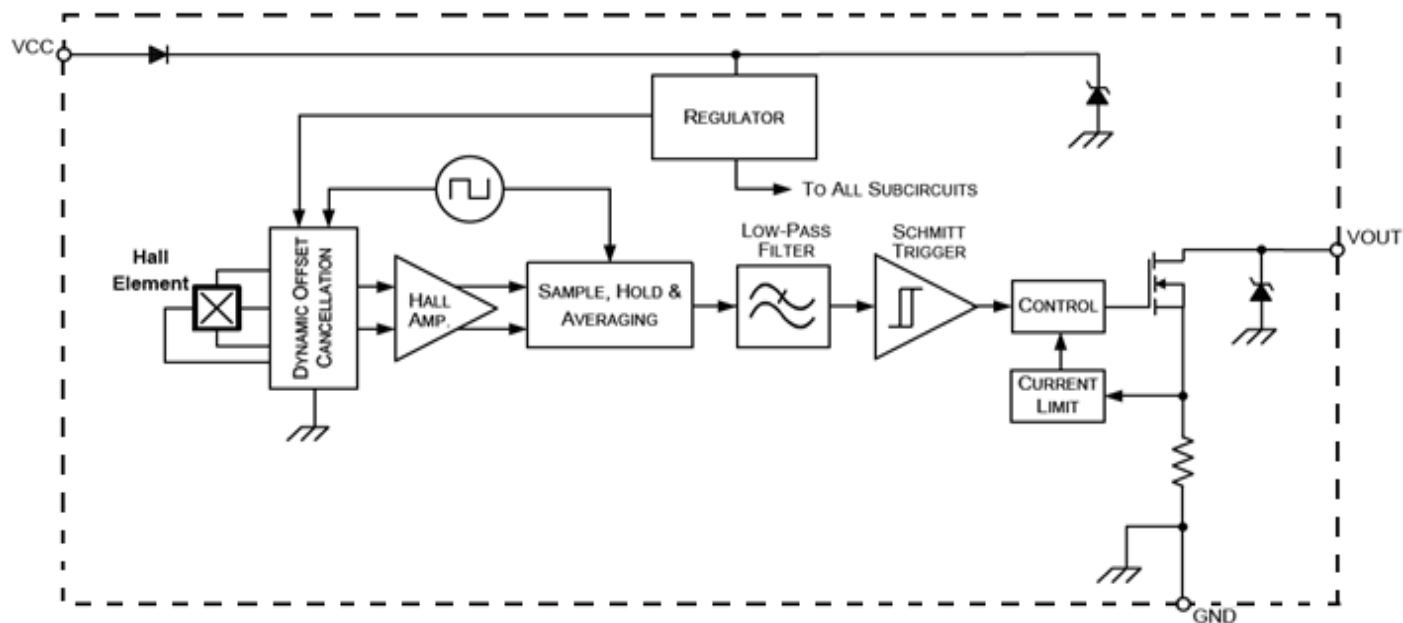 VCC
REGULATOR
TO ALL SUBCIRCUITS
Hall
Element
DYNAMIC OFFSET
CANCELLATION
HALL
AMP.
SAMPLE, HOLD &
AVERAGING
LOW-PASS
FILTER
SCHMITT
TRIGGER
CONTROL
CURRENT
LIMIT
VOUT
GND